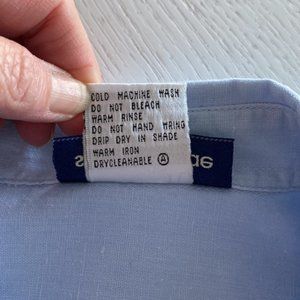 COLD MACHINE WASH
DO NOT BLEACH
WARM RINSE
DO NOT HAND WRING
DRIP DRY IN SHADE
WARM IRON
DRYCLEANABLE Ⓐ